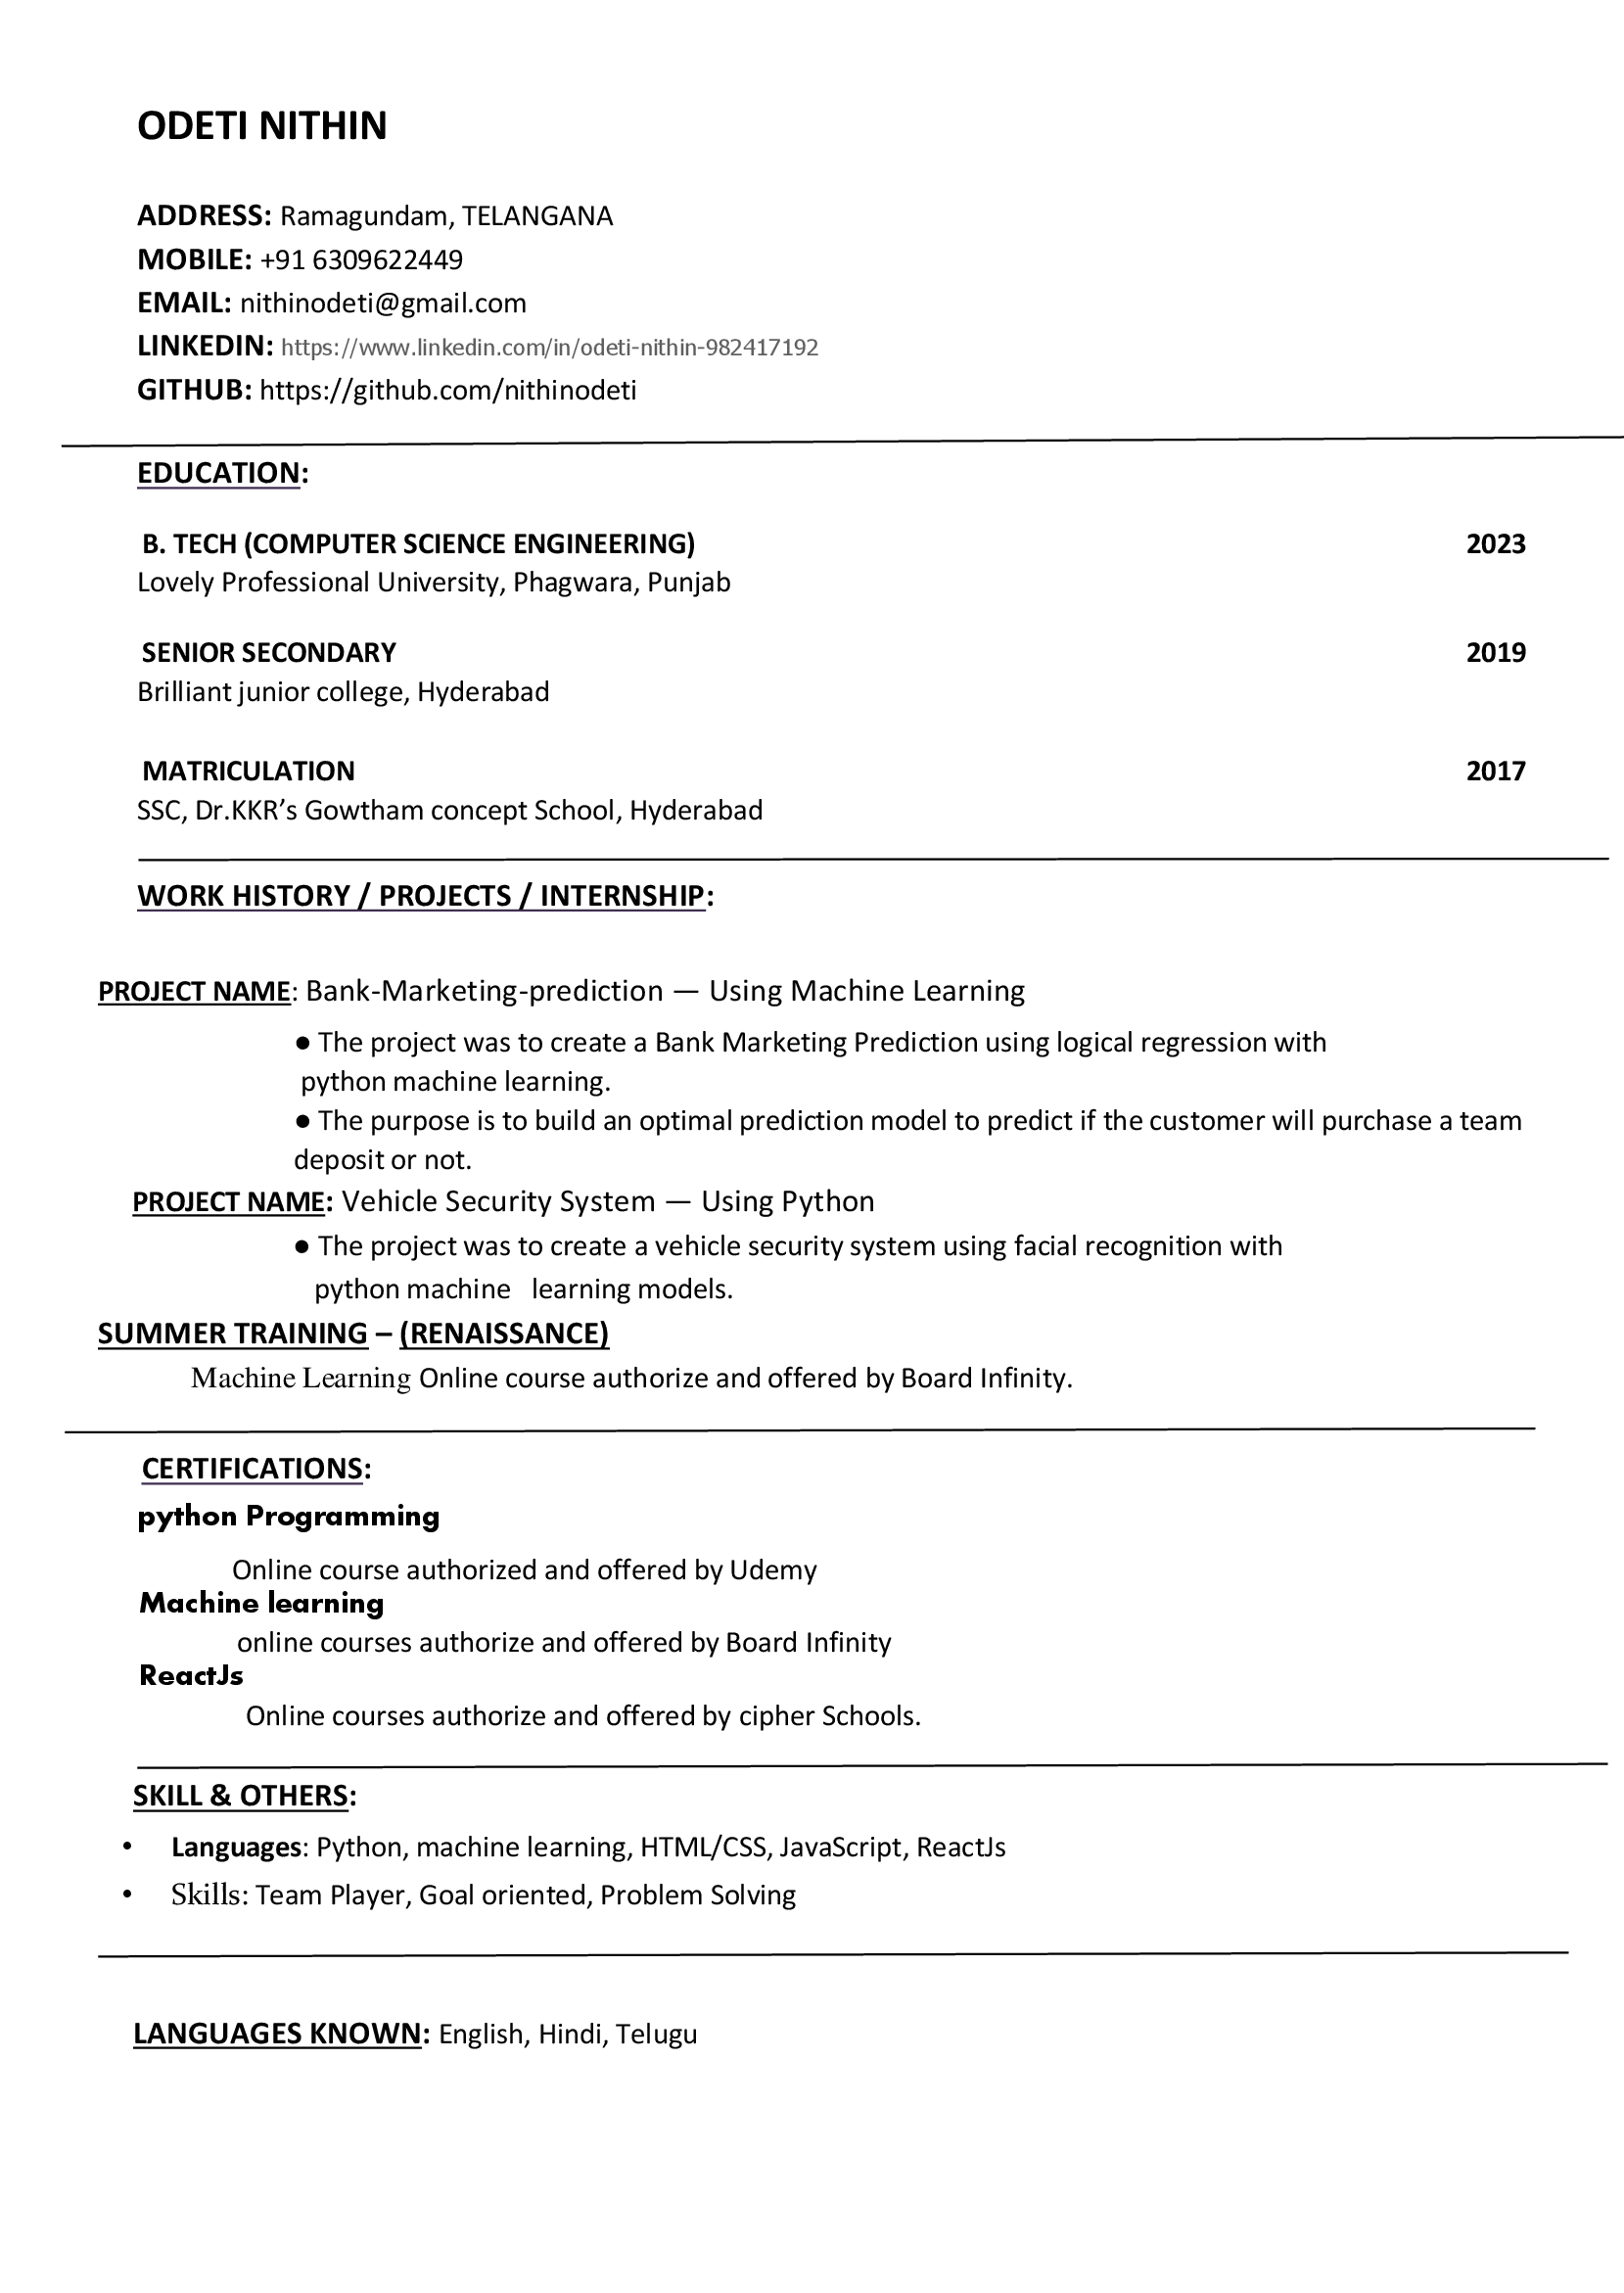 ODETI NITHIN
ADDRESS: Ramagundam, TELANGANA
MOBILE: +91 6309622449
EMAIL: nithinodeti@gmail.com
LINKEDIN: https://www.linkedin.com/in/odeti-nithin-982417192
GITHUB: https://github.com/nithinodeti
EDUCATION:
B. TECH (COMPUTER SCIENCE ENGINEERING) 2023
Lovely Professional University, Phagwara, Punjab
SENIOR SECONDARY 2019
Brilliant junior college, Hyderabad
MATRICULATION 2017
SSC, Dr.KKR’s Gowtham concept School, Hyderabad
WORK HISTORY / PROJECTS / INTERNSHIP:
PROJECT NAME: Bank-Marketing-prediction — Using Machine Learning
● The project was to create a Bank Marketing Prediction using logical regression with
python machine learning.
● The purpose is to build an optimal prediction model to predict if the customer will purchase a team
deposit or not.
PROJECT NAME: Vehicle Security System — Using Python
● The project was to create a vehicle security system using facial recognition with
python machine learning models.
SUMMER TRAINING – (RENAISSANCE)
Machine Learning Online course authorize and offered by Board Infinity.
CERTIFICATIONS:
python Programming
Online course authorized and offered by Udemy
Machine learning
online courses authorize and offered by Board Infinity
ReactJs
Online courses authorize and offered by cipher Schools.
SKILL & OTHERS:
• Languages: Python, machine learning, HTML/CSS, JavaScript, ReactJs
• Skills: Team Player, Goal oriented, Problem Solving
LANGUAGES KNOWN: English, Hindi, Telugu